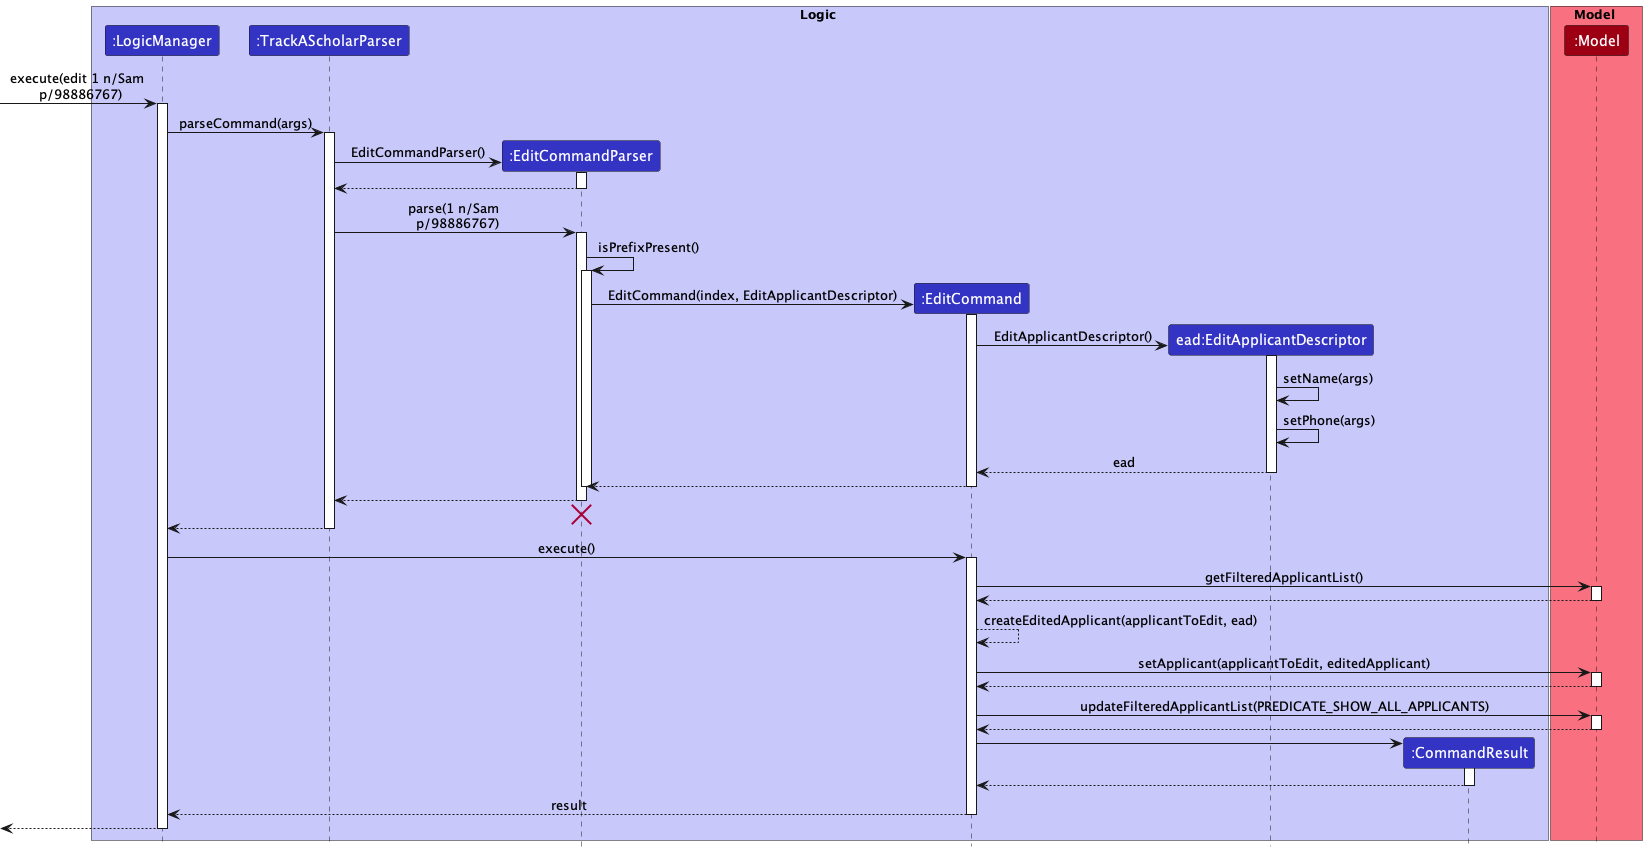 Logic
Model
:LogicManager
:TrackAScholarParser
:Model
execute(edit 1 n/Sam
p/98886767)
parseCommand(args)
EditCommandParser()
:EditCommandParser
parse(1 n/Sam
p/98886767)
isPrefixPresent()
EditCommand(index, EditApplicantDescriptor)
:EditCommand
EditApplicantDescriptor()
ead:EditApplicantDescriptor
setName(args)
setPhone(args)
ead
execute()
getFilteredApplicantList()
createEditedApplicant(applicantToEdit, ead)
setApplicant(applicantToEdit, editedApplicant)
updateFilteredApplicantList(PREDICATE_SHOW_ALL_APPLICANTS)
:CommandResult
result